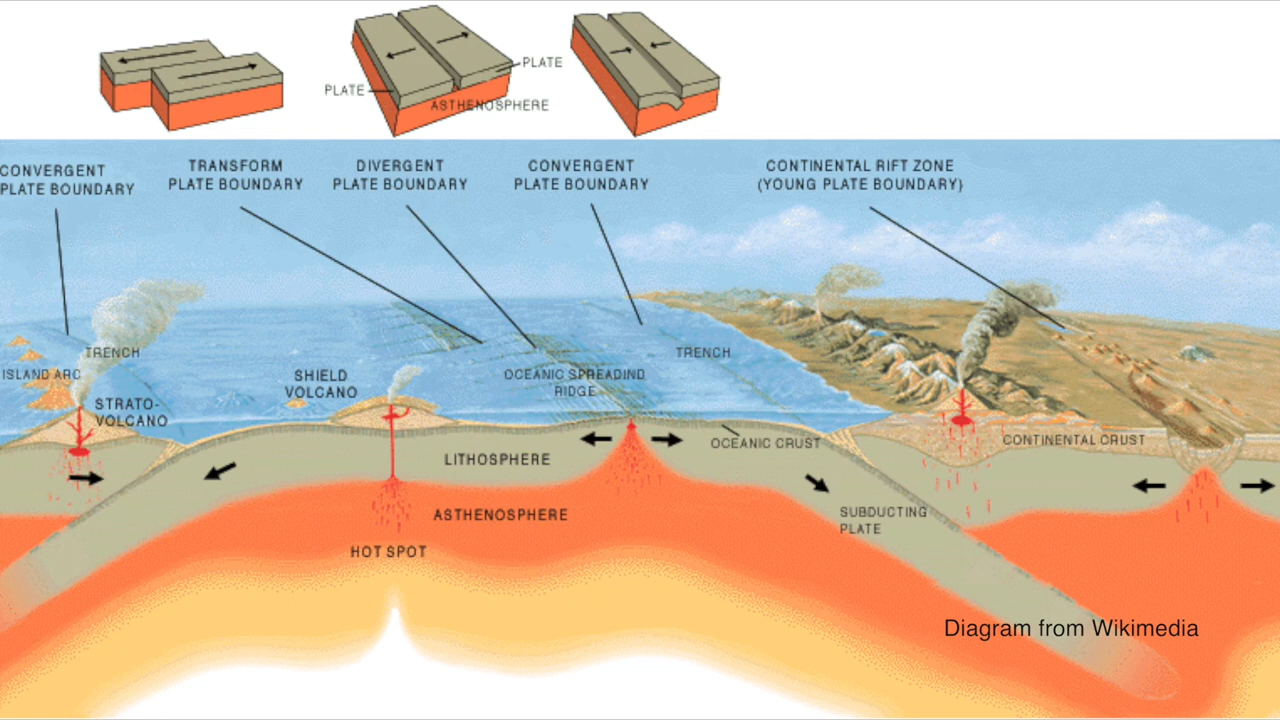 PLATE
PLATE
ASTHENOSPHERE
CONVERGENT
PLATE BOUNDARY
TRANSFORM
PLATE BOUNDARY
DIVERGENT
PLATE BOUNDARY
CONVERGENT
PLATE BOUNDARY
CONTINENTAL RIFT ZONE
(YOUNG PLATE BOUNDARY)
TRENCH
ISLAND ARC
STRATO-
VOLCANO
SHIELD
VOLCANO
OCEANIC SPREADING
RIDGE
TRENCH
OCEANIC CRUST
CONTINENTAL CRUST
LITHOSPHERE
ASTHENOSPHERE
HOT SPOT
SUBDUCTING
PLATE
Diagram from Wikimedia